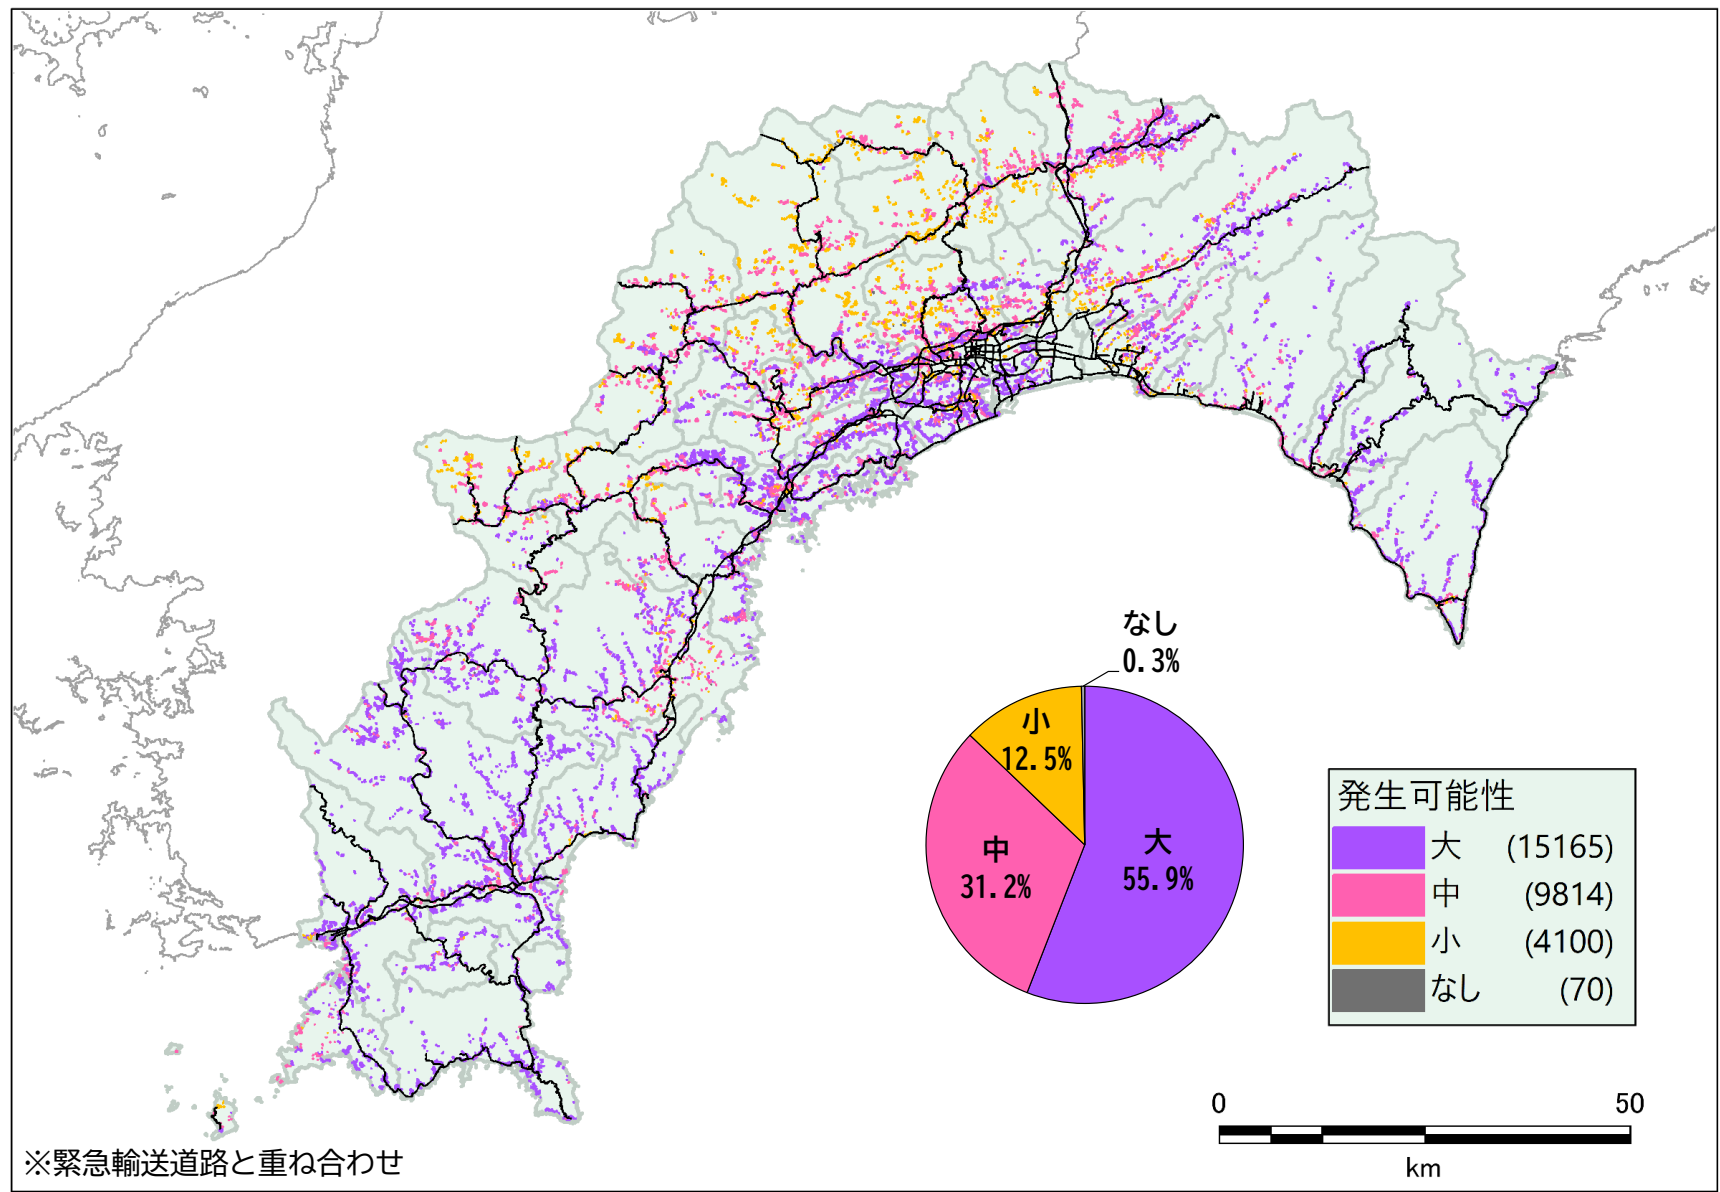 なし
0.3%
小
12.5%
中
31.2%
大
55.9%
発生可能性
大 (15165)
中 (9814)
小 (4100)
なし (70)
0 50
km
※緊急輸送道路と重ね合わせ